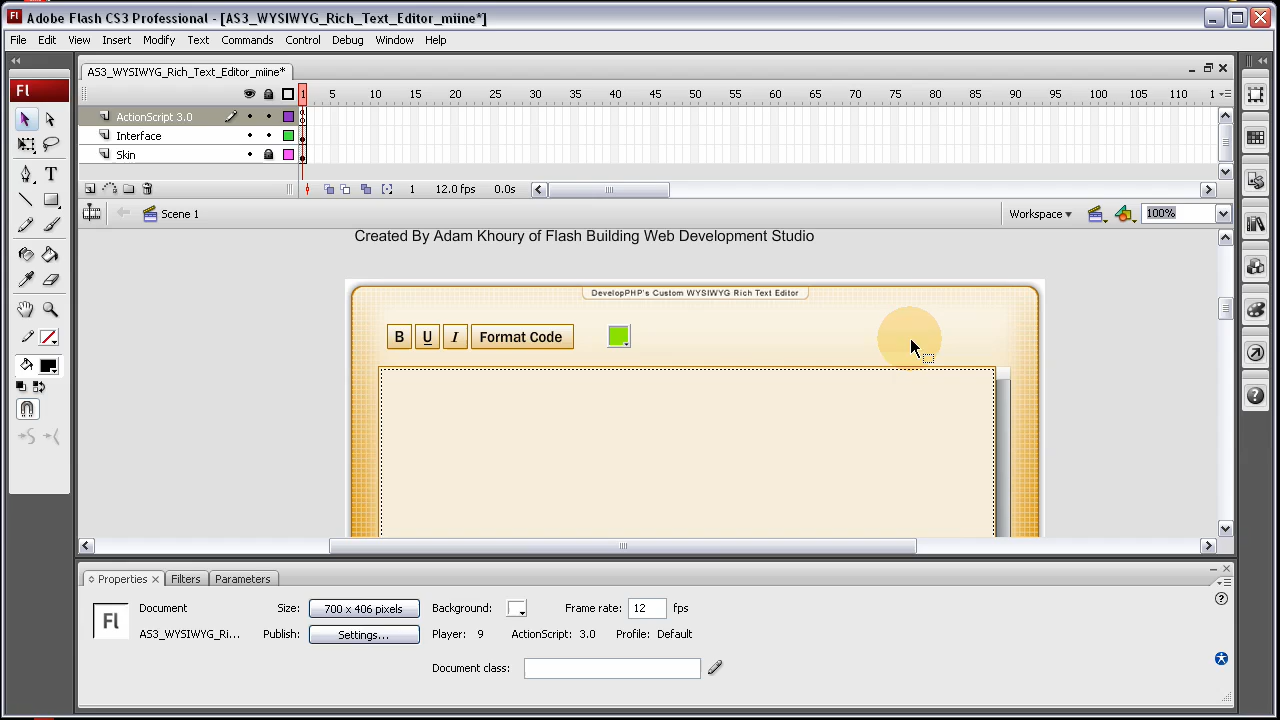 Adobe Flash CS3 Professional - [AS3_WYSIWYG_Rich_Text_Editor_miine*]
File Edit View Insert Modify Text Commands Control Debug Window Help
AS3_WYSIWYG_Rich_Text_Editor_miine*
Fl
1 5 10 15 20 25 30 35 40 45 50 55 60 65 70 75 80 85 90 95 100 105 110 1
ActionScript 3.0
Interface
Skin
1 12.0 fps 0.0s
Scene 1
Workspace
100%
Created By Adam Khoury of Flash Building Web Development Studio
DevelopPHP's Custom WYSIWYG Rich Text Editor
B U I Format Code
Properties Filters Parameters
Fl
Document
AS3_WYSIWYG_Ri...
Size: 700 x 406 pixels
Background:
Frame rate: 12 fps
Publish: Settings...
Player: 9 ActionScript: 3.0 Profile: Default
Document class: